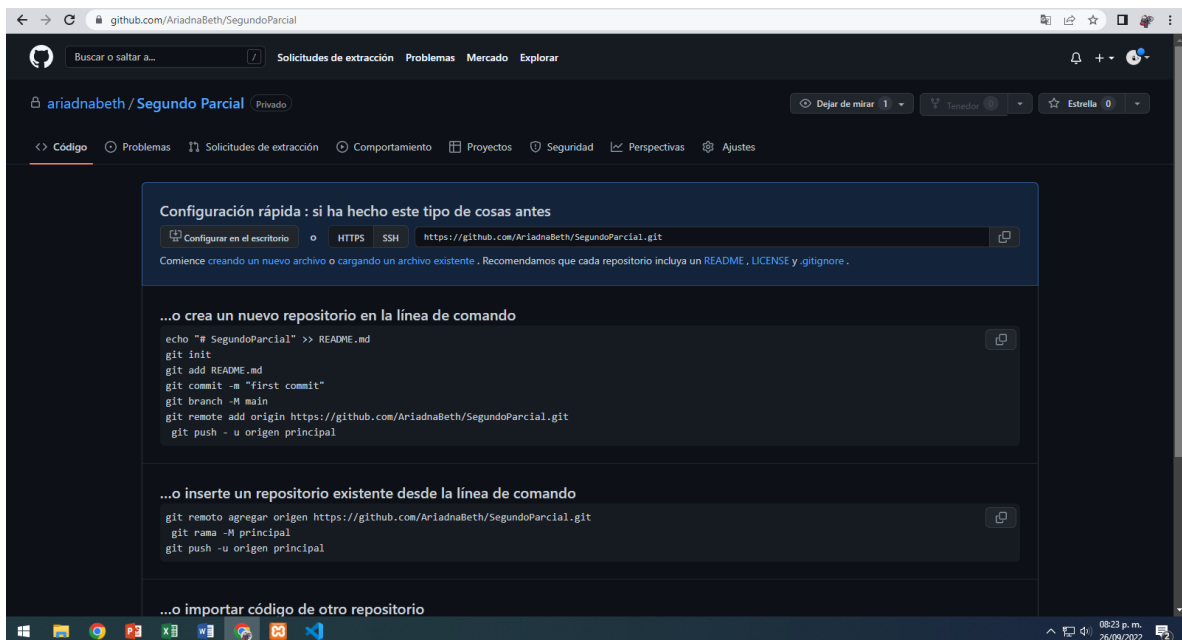 github.com/AriadnaBeth/SegundoParcial
Buscar o saltar a... /
Solicitudes de extracción Problemas Mercado Explorar
ariadnabeth / Segundo Parcial Privado
Dejar de mirar 1 Tenedor 0 Estrella 0
Código Problemas Solicitudes de extracción Comportamiento Proyectos Seguridad Perspectivas Ajustes
Configuración rápida : si ha hecho este tipo de cosas antes
Configurar en el escritorio o HTTPS SSH https://github.com/AriadnaBeth/SegundoParcial.git
Comience creando un nuevo archivo o cargando un archivo existente . Recomendamos que cada repositorio incluya un README , LICENSE y .gitignore .
...o crea un nuevo repositorio en la línea de comando
echo "# SegundoParcial" >> README.md
git init
git add README.md
git commit -m "first commit"
git branch -M main
git remote add origin https://github.com/AriadnaBeth/SegundoParcial.git
git push - u origen principal
...o inserte un repositorio existente desde la línea de comando
git remoto agregar origen https://github.com/AriadnaBeth/SegundoParcial.git
git rama -M principal
git push -u origen principal
...o importar código de otro repositorio
08:23 p. m.
26/09/2022